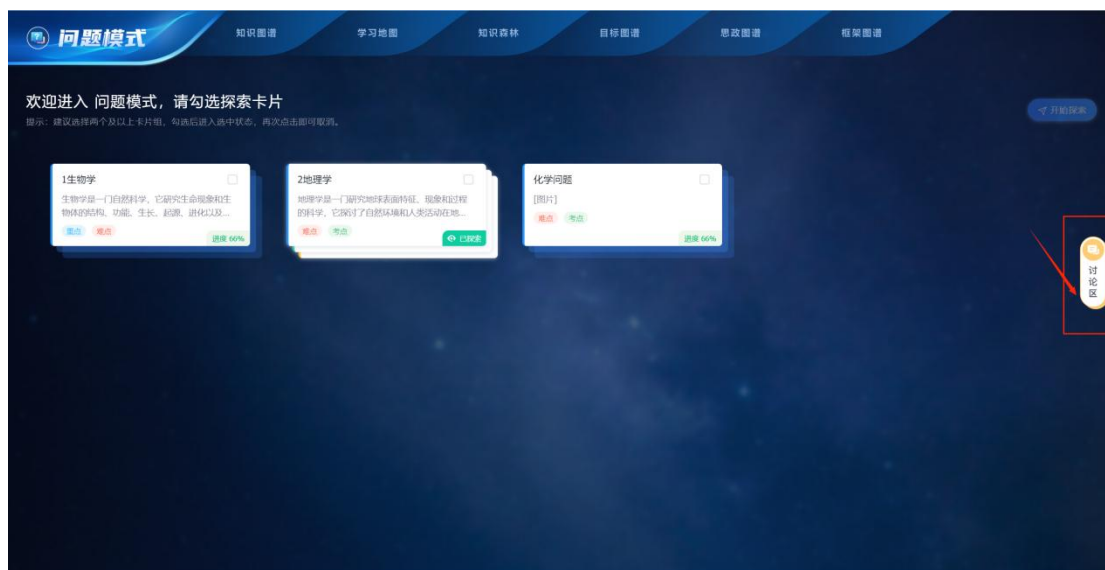 问题模式
知识图谱
学习地图
知识森林
目标图谱
思政图谱
框架图谱
欢迎进入 问题模式，请勾选探索卡片
提示：建议选择两个及以上卡片组，勾选后进入选中状态，再次点击即可取消。
开始探索
1生物学
生物学是一门自然科学，它研究生命现象和生
物体的结构、功能、生长、起源、进化以及...
重点 难点
进度 66%
2地理学
地理学是一门研究地球表面特征、现象和过程
的科学，它探讨了自然环境和人类活动在地...
难点 考点
已探索
化学问题
[图片]
难点 考点
进度 66%
讨论区